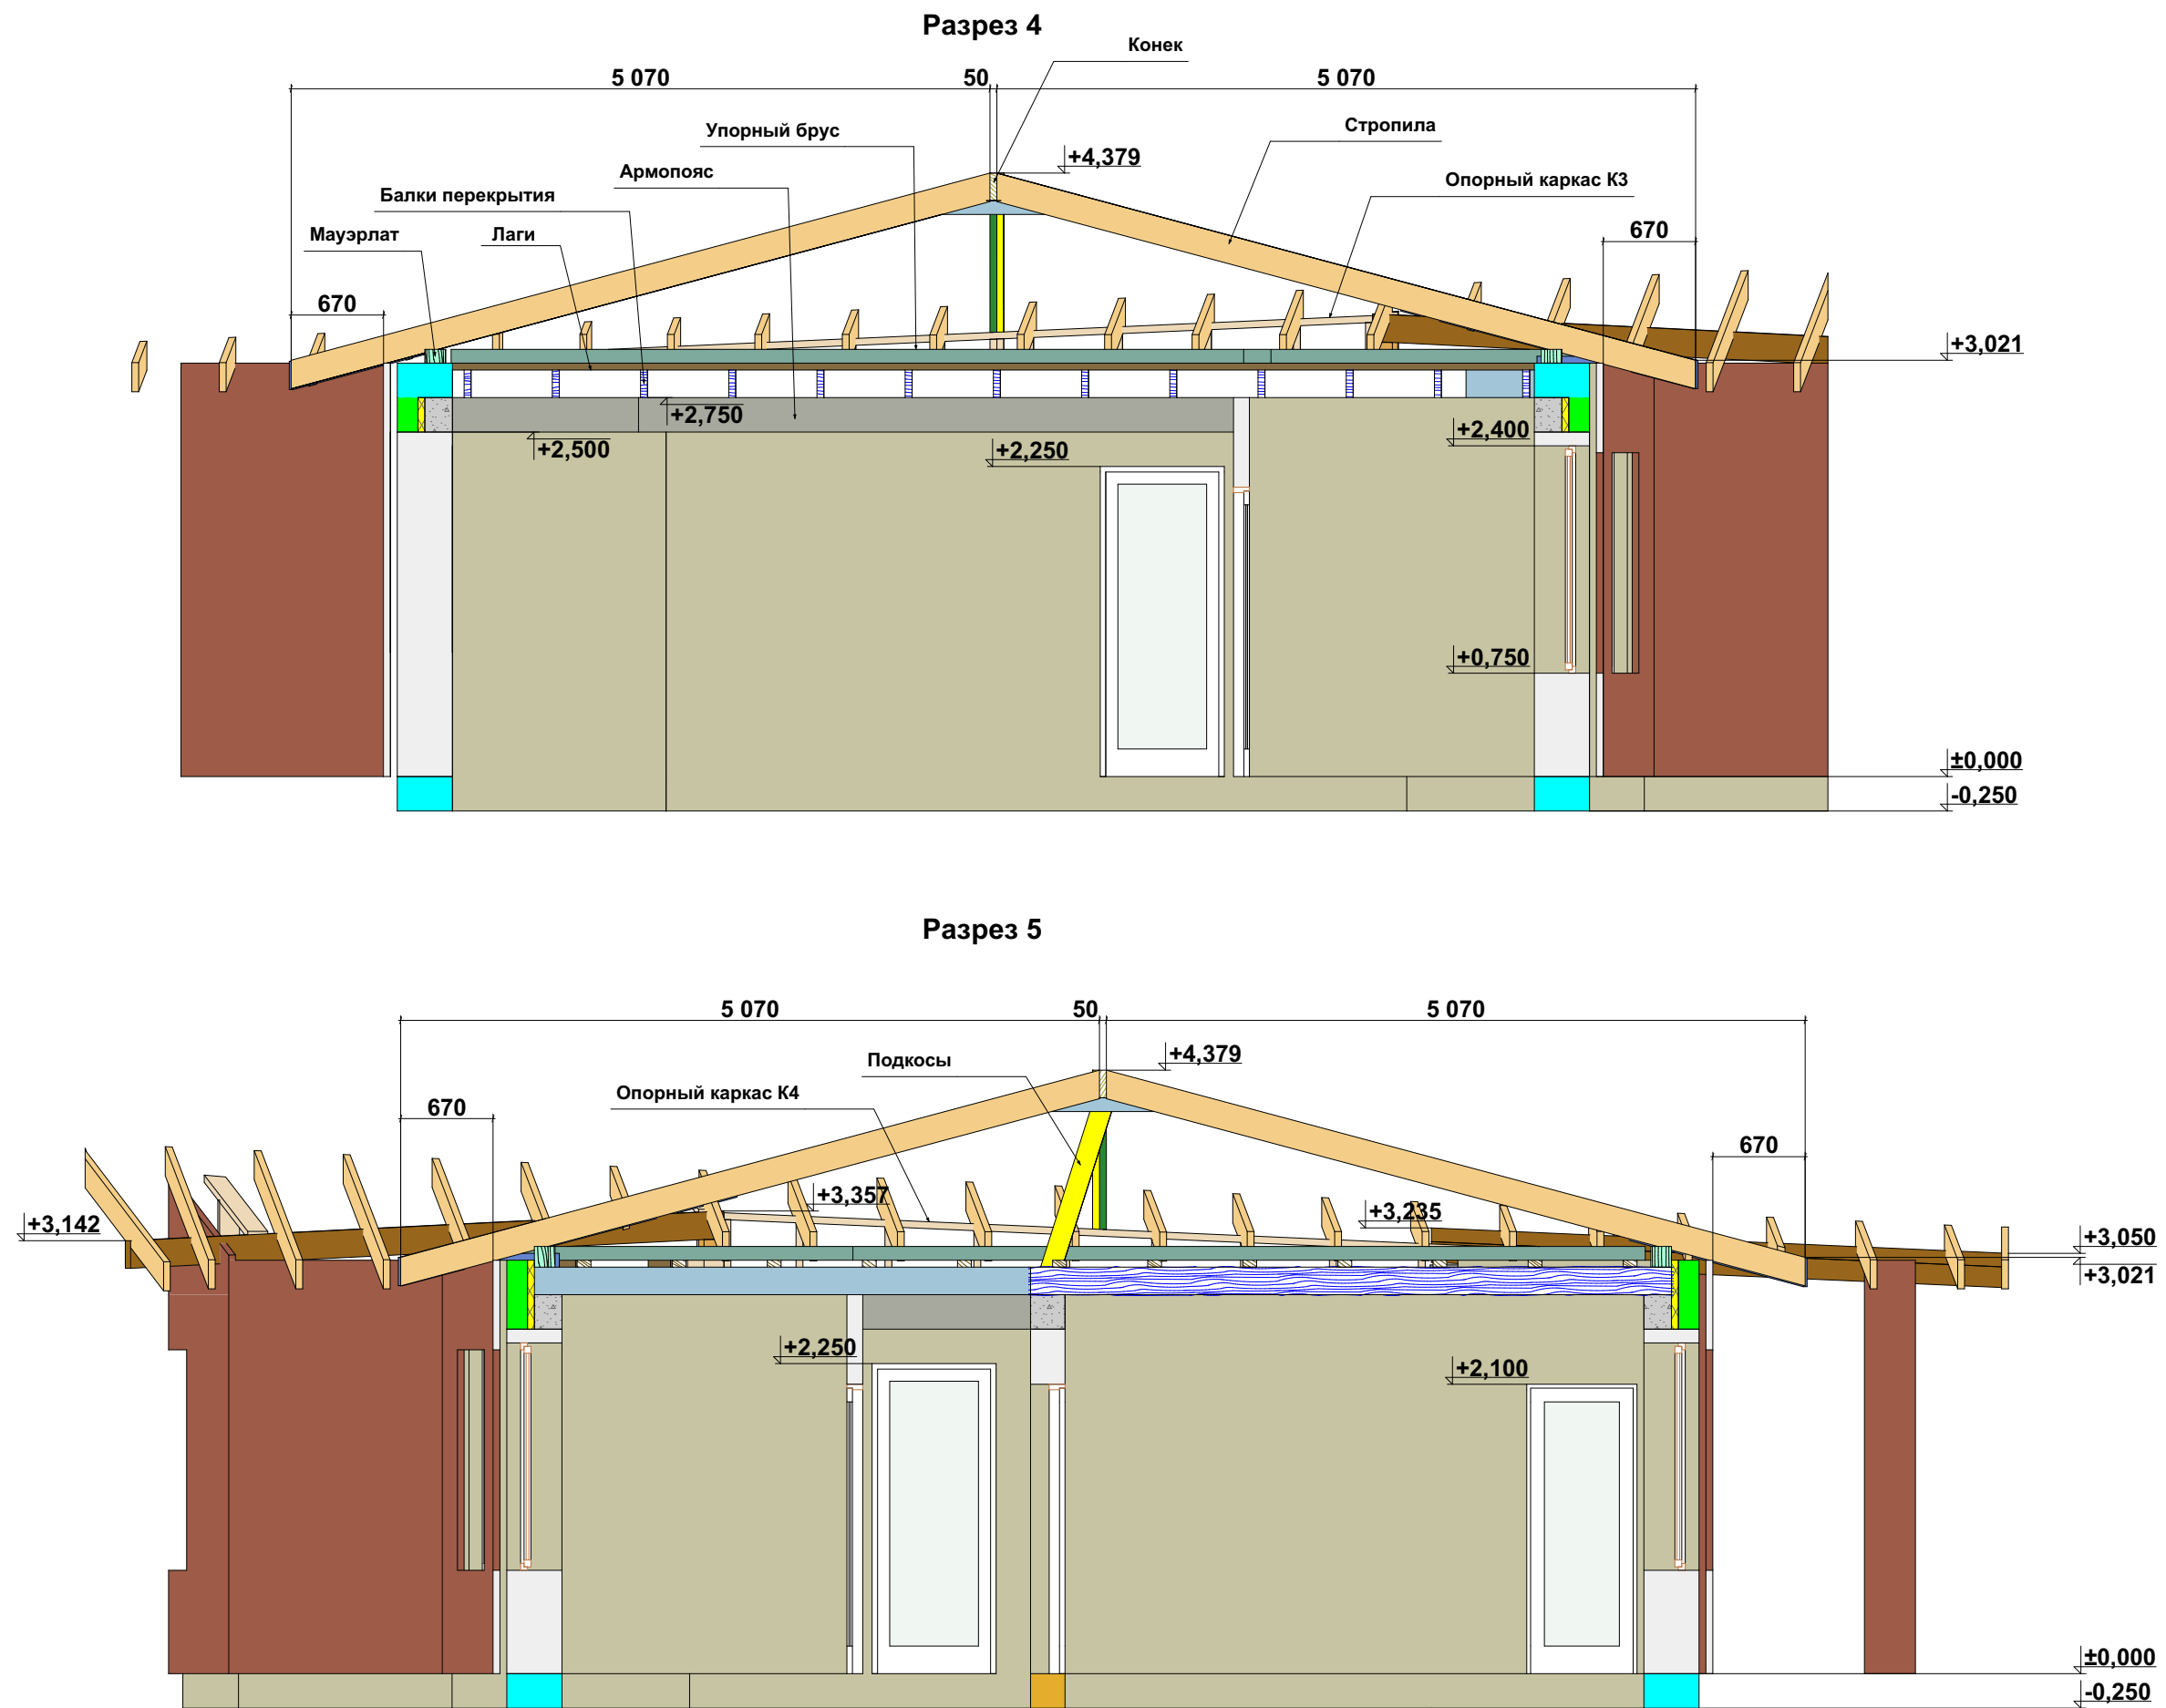 Разрез 4
Конек
5 070
50
5 070
Упорный брус
Стропила
+4,379
Армопояс
Опорный каркас К3
Балки перекрытия
Мауэрлат
Лаги
670
670
+3,021
+2,750
+2,500
+2,250
+2,400
+0,750
±0,000
-0,250
Разрез 5
5 070
50
5 070
Подкосы
+4,379
Опорный каркас К4
670
670
+3,142
+3,357
+3,235
+3,050
+3,021
+2,250
+2,100
±0,000
-0,250